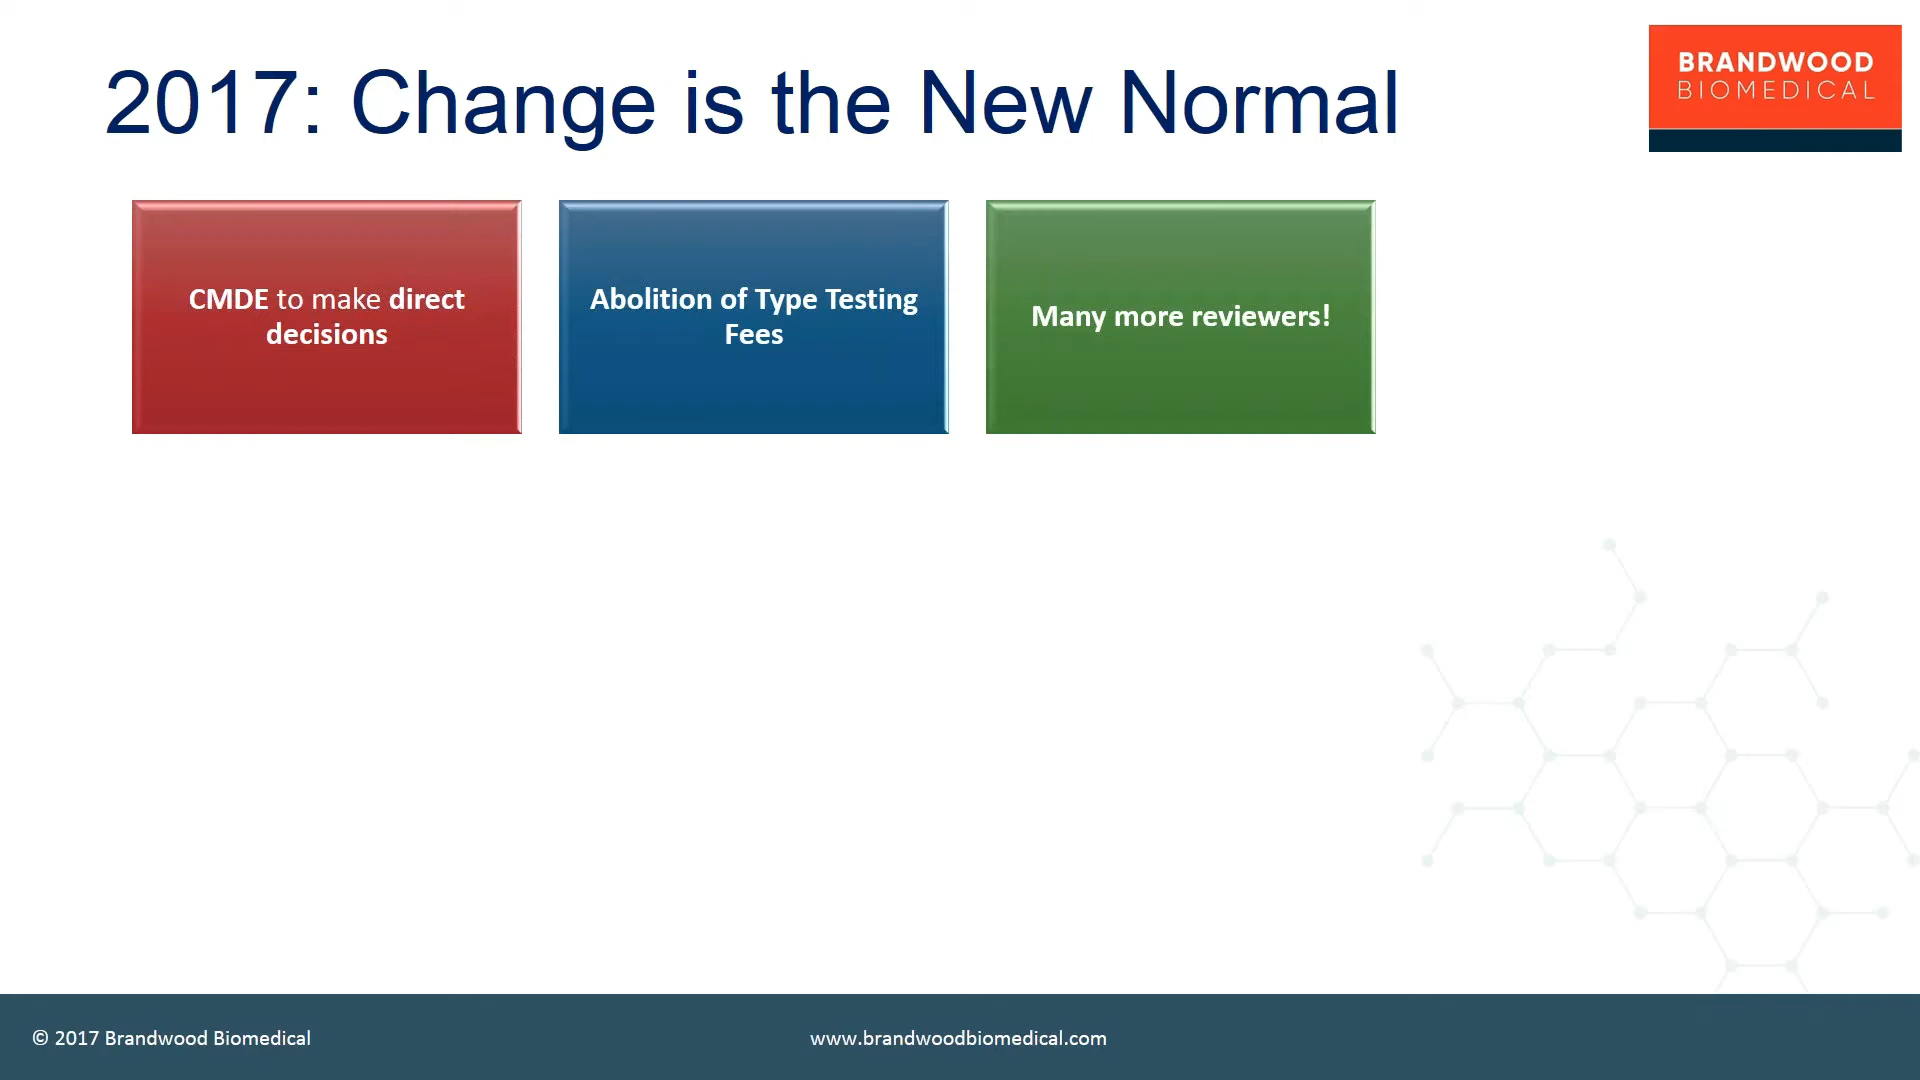 2017: Change is the New Normal
BRANDWOOD
BIOMEDICAL
CMDE to make direct
decisions
Abolition of Type Testing
Fees
Many more reviewers!
© 2017 Brandwood Biomedical
www.brandwoodbiomedical.com